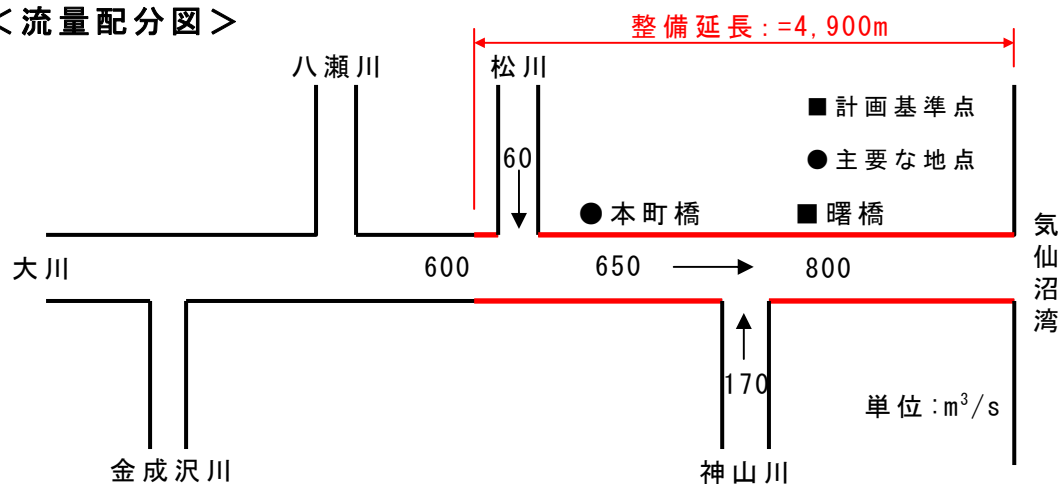 ＜流量配分図＞
整備延長:=4,900m
八瀬川
松川
■計画基準点
60
●主要な地点
●本町橋
■曙橋
気仙沼湾
大川
600
650
800
170
単位:m³/s
金成沢川
神山川